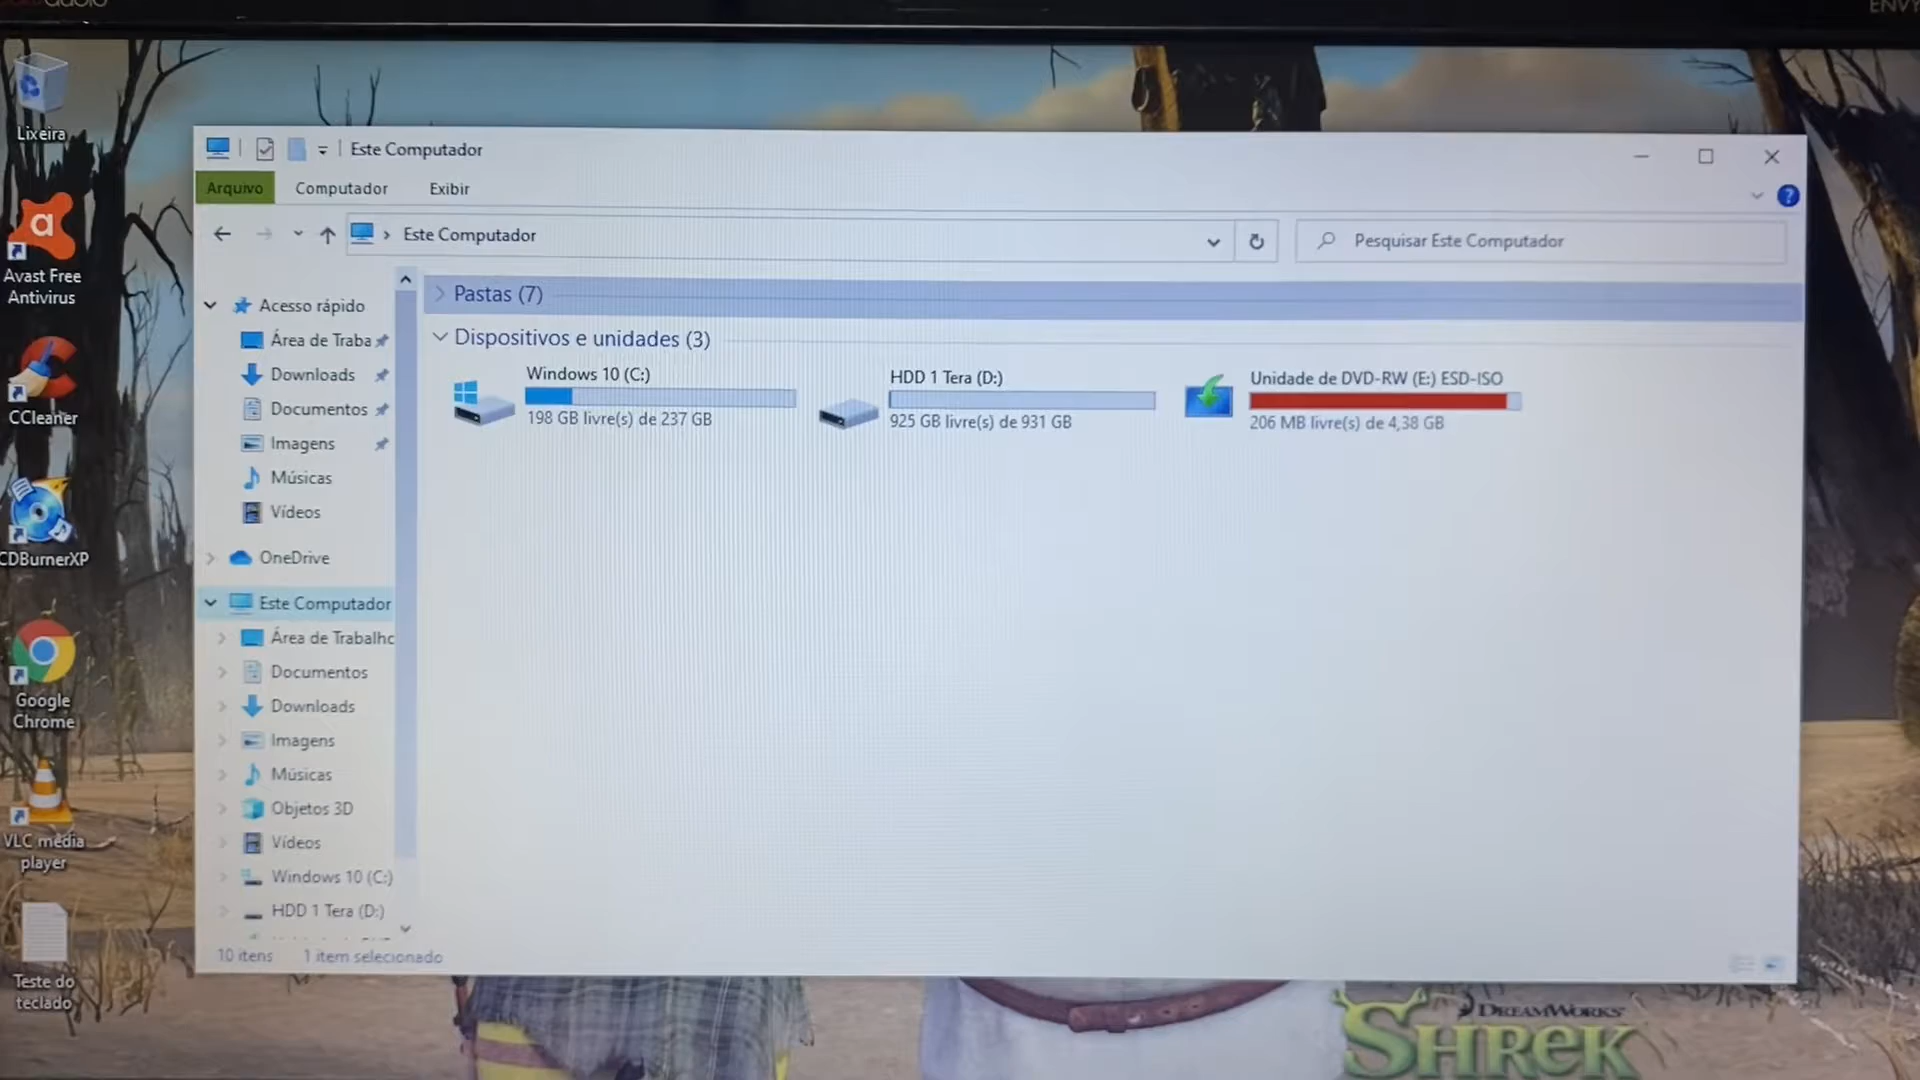 ENVY
Lixeira
Avast Free
Antivirus
CCleaner
CDBurnerXP
Google
Chrome
VLC media
player
Teste do
teclado
Este Computador
Arquivo
Computador
Exibir
Este Computador
Pesquisar Este Computador
Acesso rápido
Área de Traba
Downloads
Documentos
Imagens
Músicas
Vídeos
OneDrive
Este Computador
Área de Trabalho
Documentos
Downloads
Imagens
Músicas
Objetos 3D
Vídeos
Windows 10 (C:)
HDD 1 Tera (D:)
Pastas (7)
Dispositivos e unidades (3)
Windows 10 (C:)
198 GB livre(s) de 237 GB
HDD 1 Tera (D:)
925 GB livre(s) de 931 GB
Unidade de DVD-RW (E:) ESD-ISO
206 MB livre(s) de 4,38 GB
10 itens
1 item selecionado
DREAMWORKS
SHREK